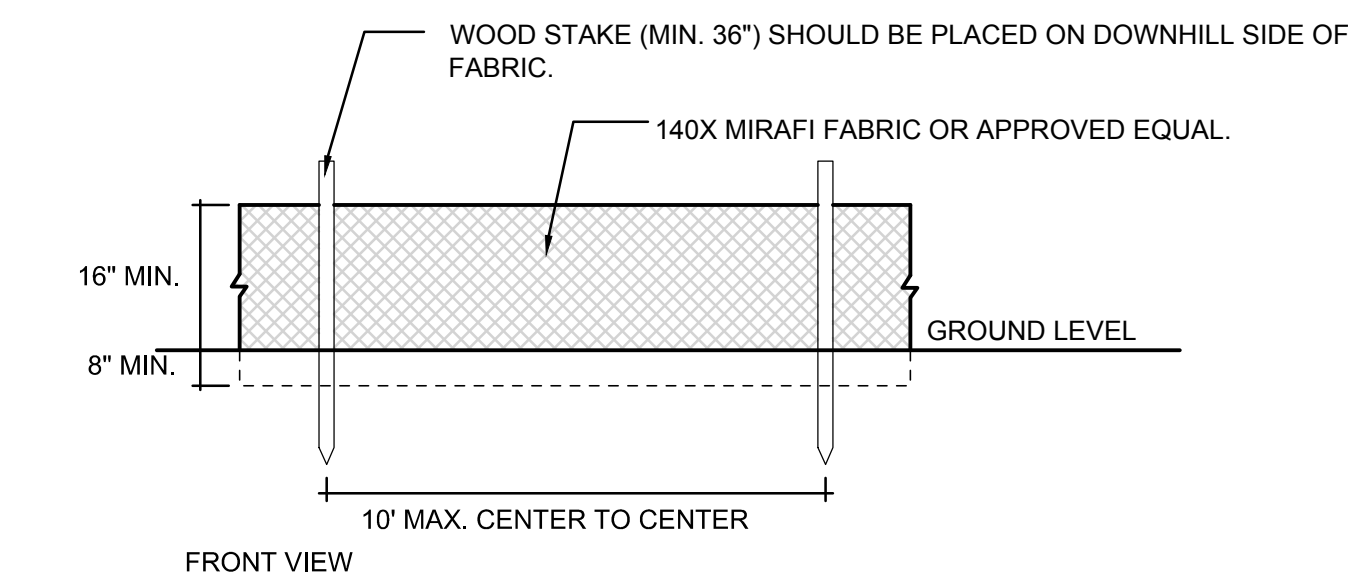 WOOD STAKE (MIN. 36") SHOULD BE PLACED ON DOWNHILL SIDE OF
FABRIC.
140X MIRAFI FABRIC OR APPROVED EQUAL.
16" MIN.
GROUND LEVEL
8" MIN.
10' MAX. CENTER TO CENTER
FRONT VIEW